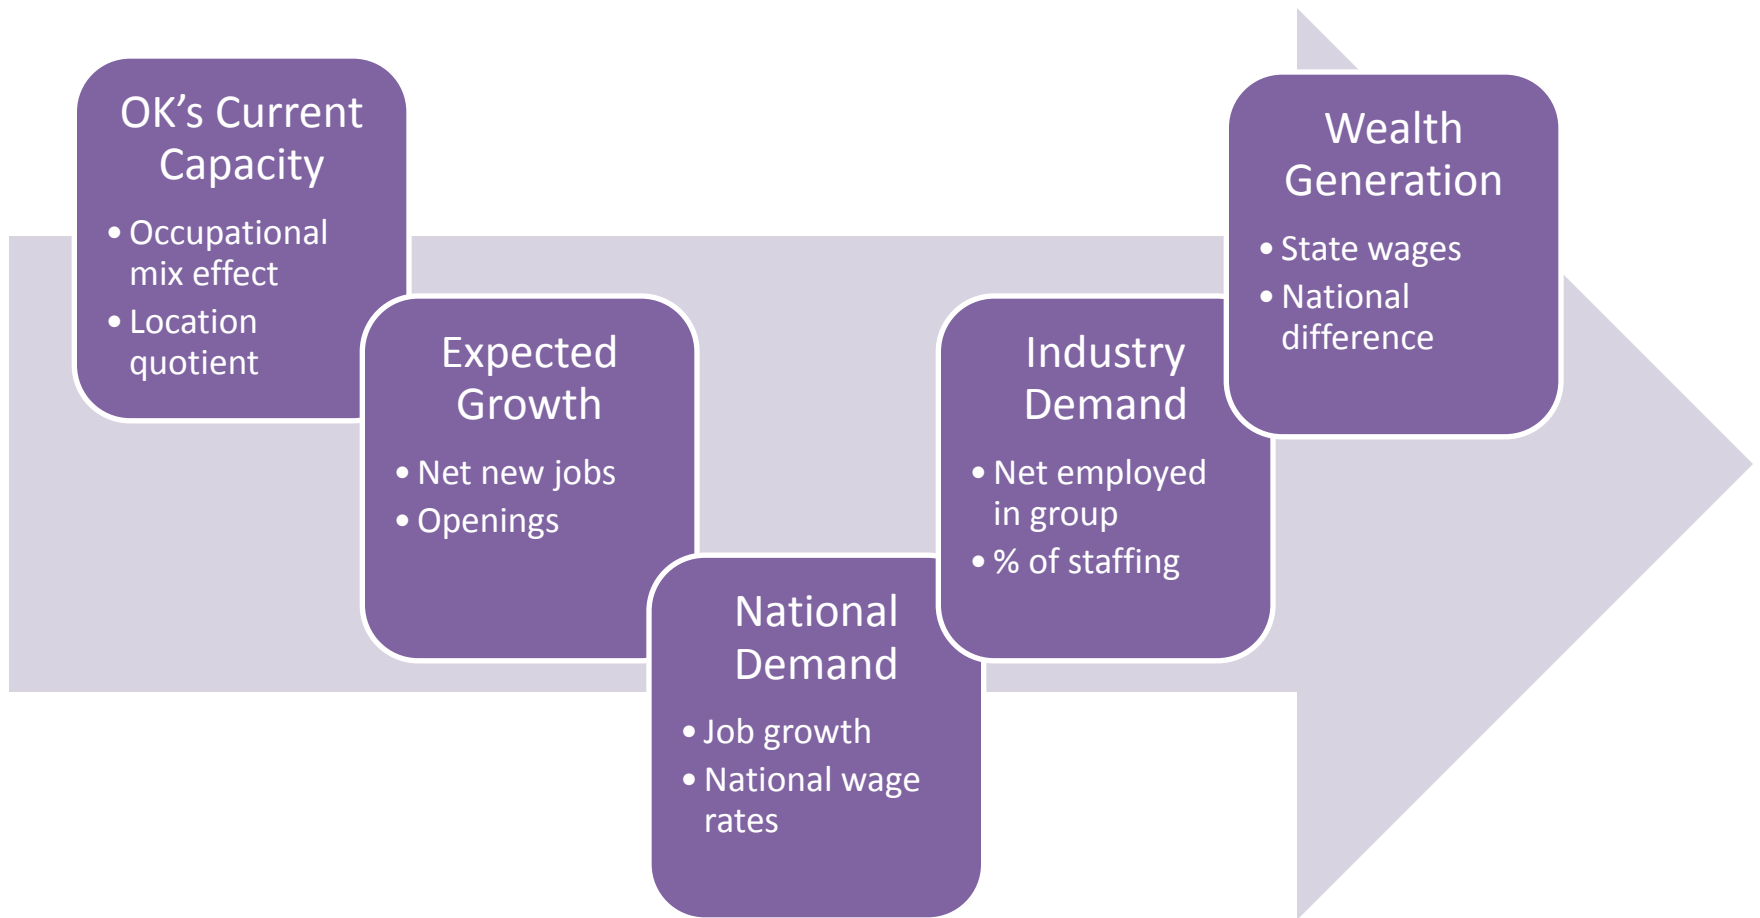 OK’s Current
Capacity
• Occupational
mix effect
• Location
quotient
Expected
Growth
• Net new jobs
• Openings
National
Demand
• Job growth
• National wage
rates
Industry
Demand
• Net employed
in group
• % of staffing
Wealth
Generation
• State wages
• National
difference